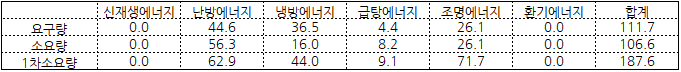 신재생에너지 난방에너지 냉방에너지 급탕에너지 조명에너지 환기에너지 합계
요구량 0.0 44.6 36.5 4.4 26.1 0.0 111.7
소요량 0.0 56.3 16.0 8.2 26.1 0.0 106.6
1차소요량 0.0 62.9 44.0 9.1 71.7 0.0 187.6